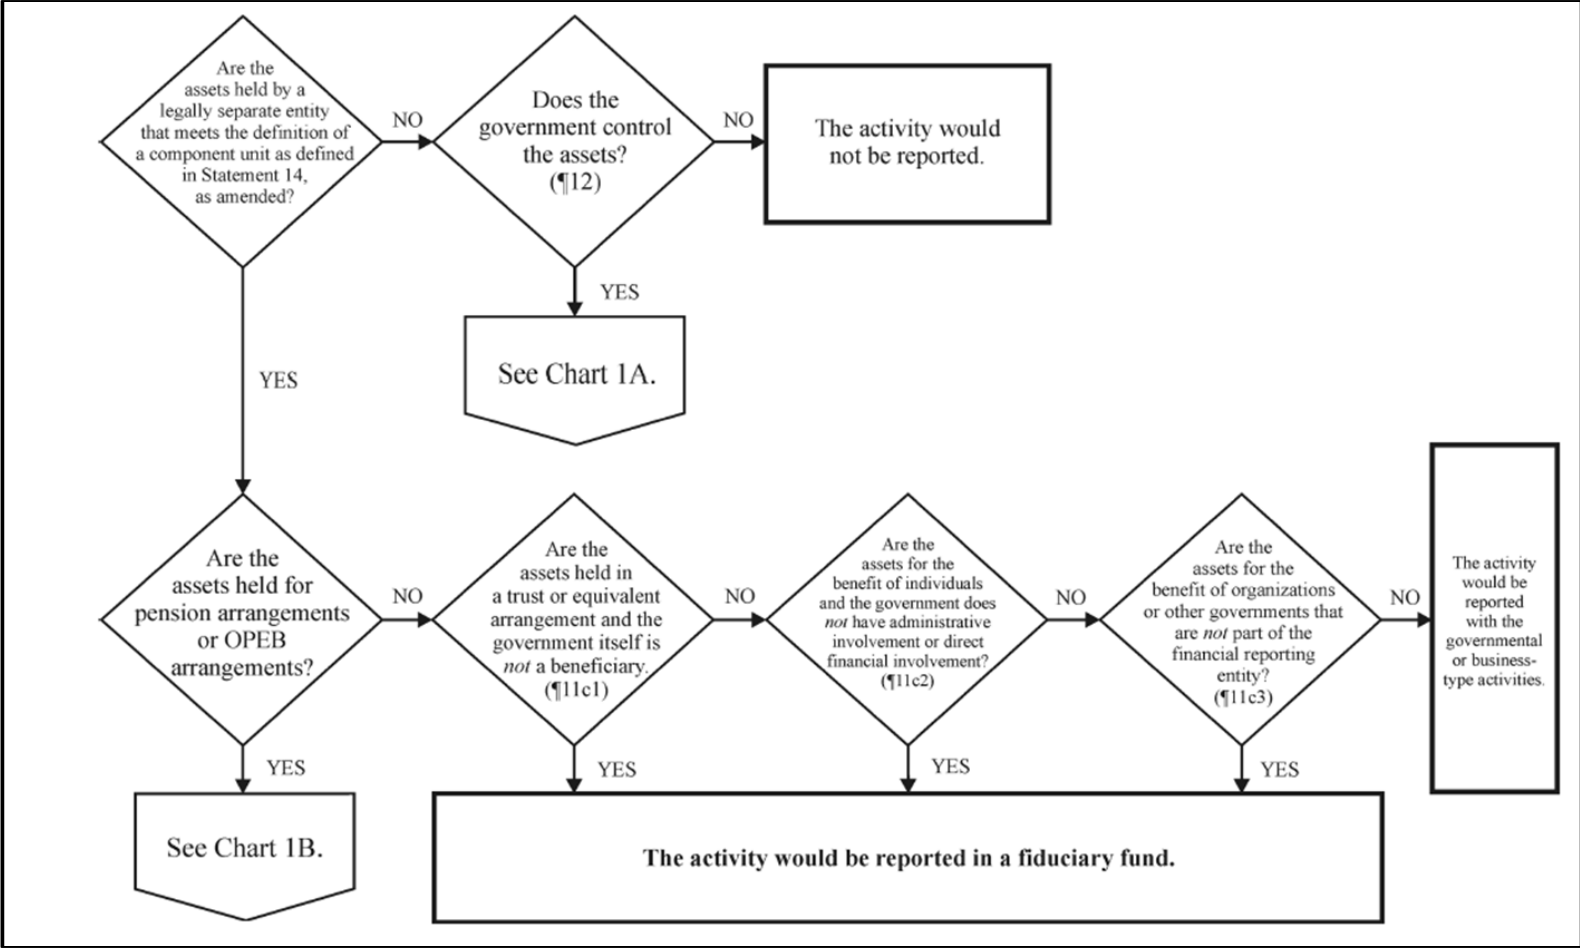 Are the
assets held by a
legally separate entity
that meets the definition of
a component unit as defined
in Statement 14,
as amended?
NO
Does the
government control
the assets?
(¶12)
NO
The activity would
not be reported.
YES
See Chart 1A.
YES
Are the
assets held for
pension arrangements
or OPEB
arrangements?
NO
Are the
assets held in
a trust or equivalent
arrangement and the
government itself is
not a beneficiary.
(¶11c1)
NO
Are the
assets for the
benefit of individuals
and the government does
not have administrative
involvement or direct
financial involvement?
(¶11c2)
NO
Are the
assets for the
benefit of organizations
or other governments that
are not part of the
financial reporting
entity?
(¶11c3)
NO
The activity
would be
reported
with the
governmental
or business-
type activities.
YES
YES
YES
YES
See Chart 1B.
The activity would be reported in a fiduciary fund.